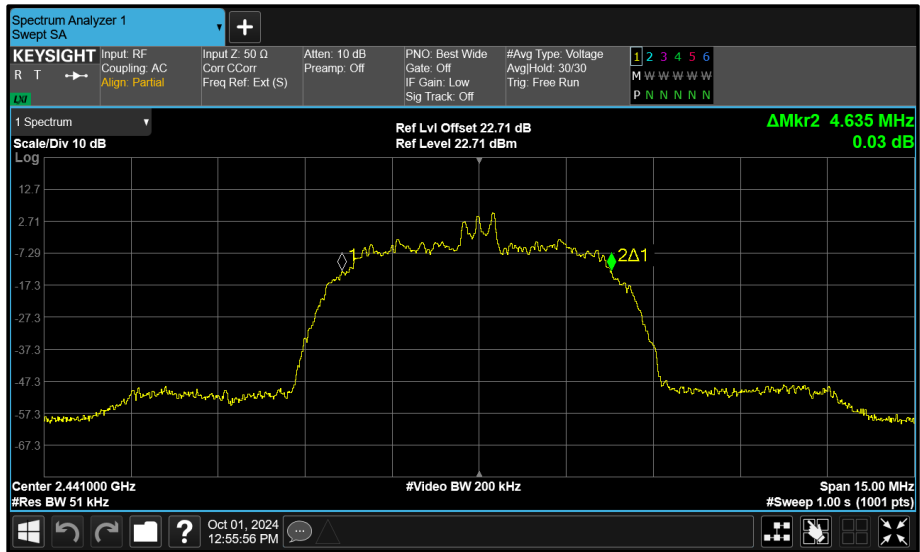 Spectrum Analyzer 1
Swept SA
KEYSIGHT
R T
LXI
Input: RF
Coupling: AC
Align: Partial
Input Z: 50 Ω
Corr CCorr
Freq Ref: Ext (S)
Atten: 10 dB
Preamp: Off
PNO: Best Wide
Gate: Off
IF Gain: Low
Sig Track: Off
#Avg Type: Voltage
Avg|Hold: 30/30
Trig: Free Run
1 2 3 4 5 6
M W W W W W
P N N N N N
1 Spectrum
Scale/Div 10 dB
Ref Lvl Offset 22.71 dB
Ref Level 22.71 dBm
ΔMkr2 4.635 MHz
0.03 dB
Log
12.7
2.71
-7.29
-17.3
-27.3
-37.3
-47.3
-57.3
-67.3
1
2Δ1
Center 2.441000 GHz
#Res BW 51 kHz
#Video BW 200 kHz
Span 15.00 MHz
#Sweep 1.00 s (1001 pts)
?
Oct 01, 2024
12:55:56 PM